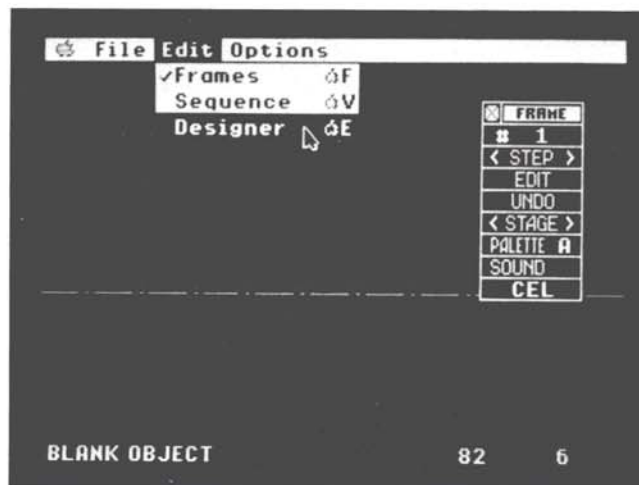 File Edit Options
✓Frames F
Sequence V
Designer E
FRAME
# 1
< STEP >
EDIT
UNDO
< STAGE >
PALETTE A
SOUND
CEL
BLANK OBJECT 82 6